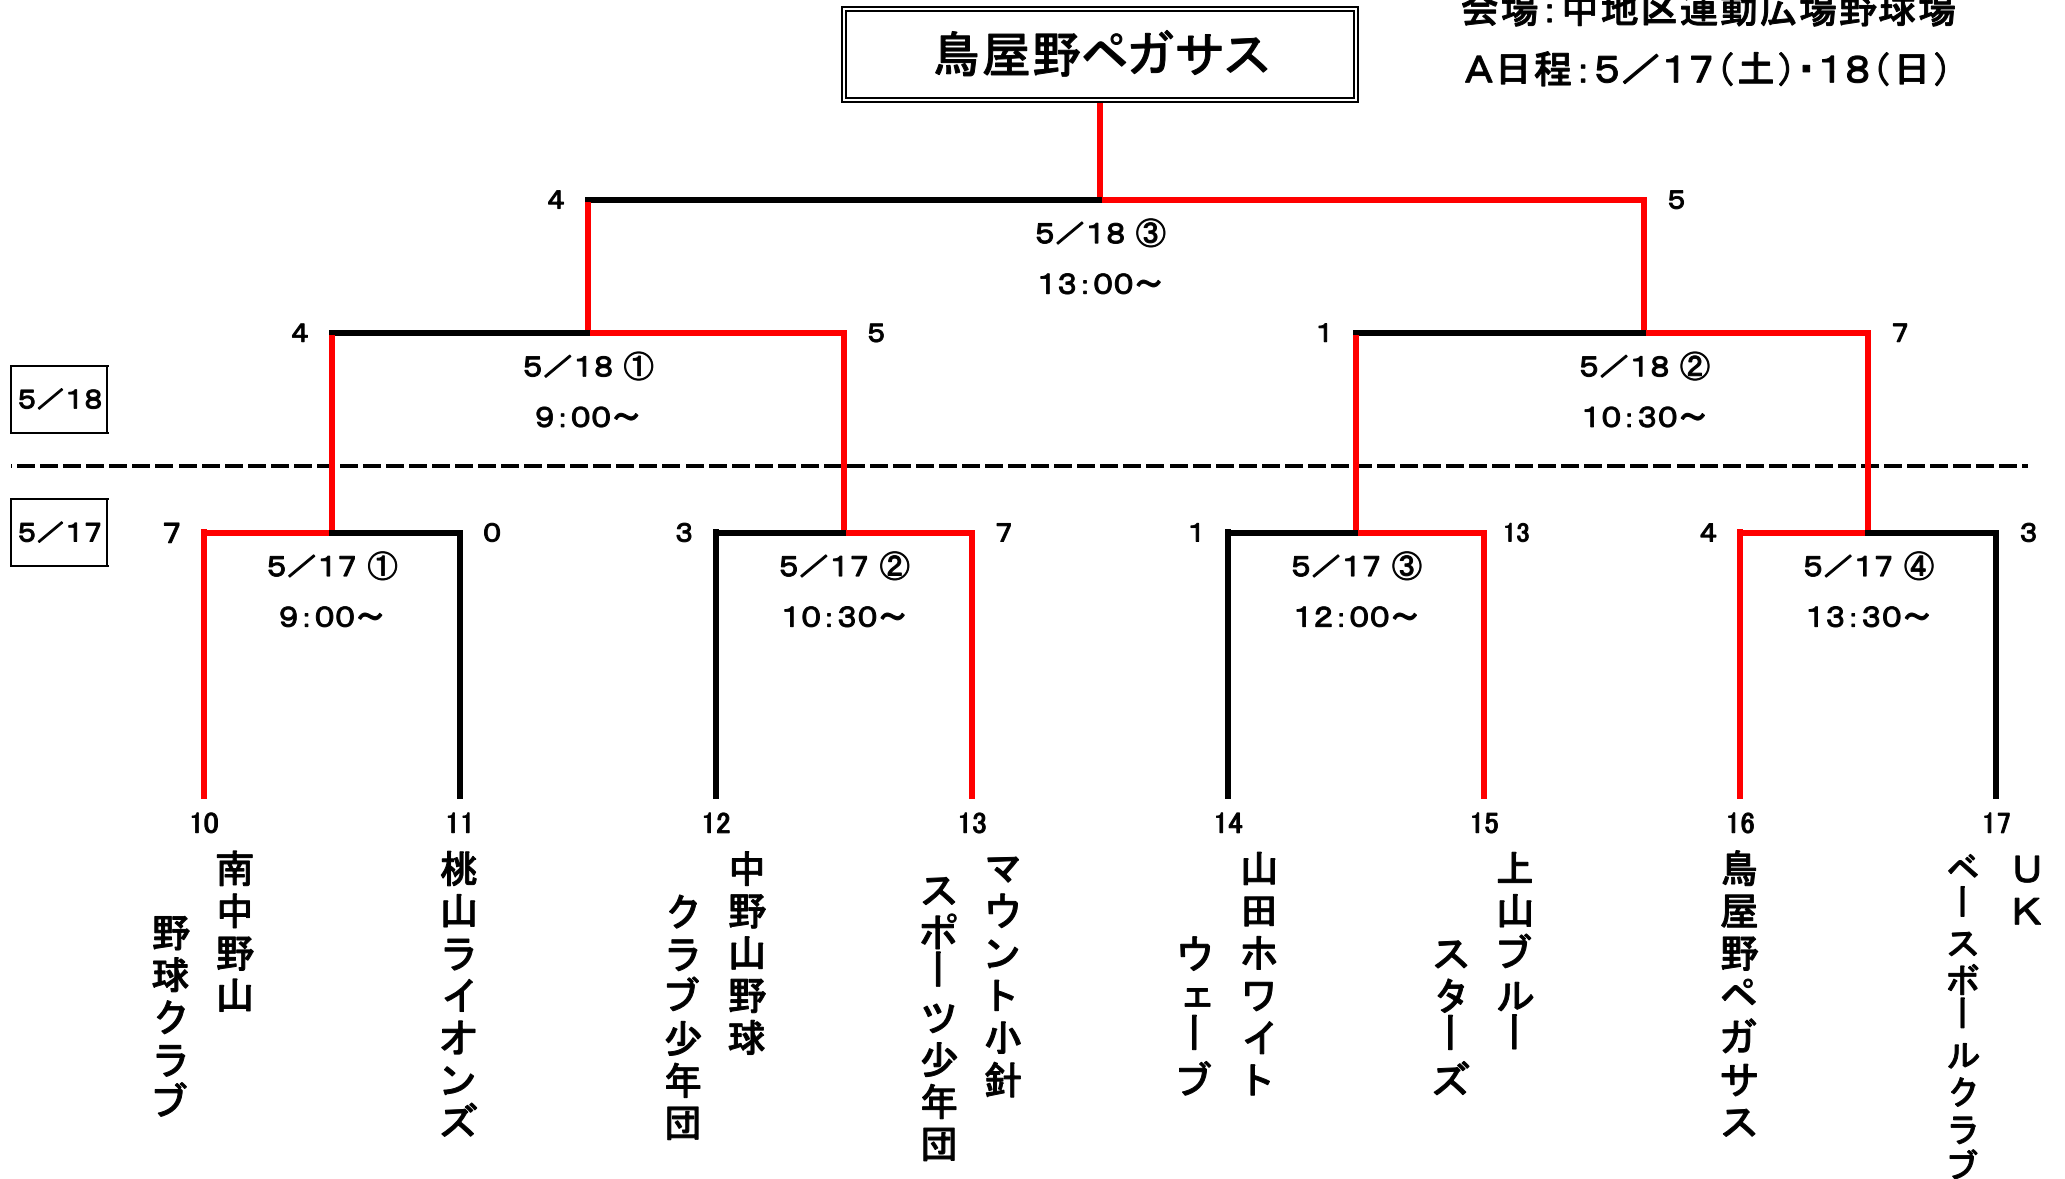 会場：中地区運動広場野球場
鳥屋野ペガサス
A日程：5／17（土）・18（日）
4
5
5／18 ③
13：00～
4
5
1
7
5／18 ①
9：00～
5／18 ②
10：30～
5／18
5／17
7
0
3
7
1
13
4
3
5／17 ①
9：00～
5／17 ②
10：30～
5／17 ③
12：00～
5／17 ④
13：30～
10
11
12
13
14
15
16
17
南中野山
野球クラブ
桃山ライオンズ
中野山野球
クラブ少年団
マウント小針
スポーツ少年団
山田ホワイト
ウェーブ
上山ブルー
スターズ
鳥屋野ペガサス
UK
ベースボールクラブ